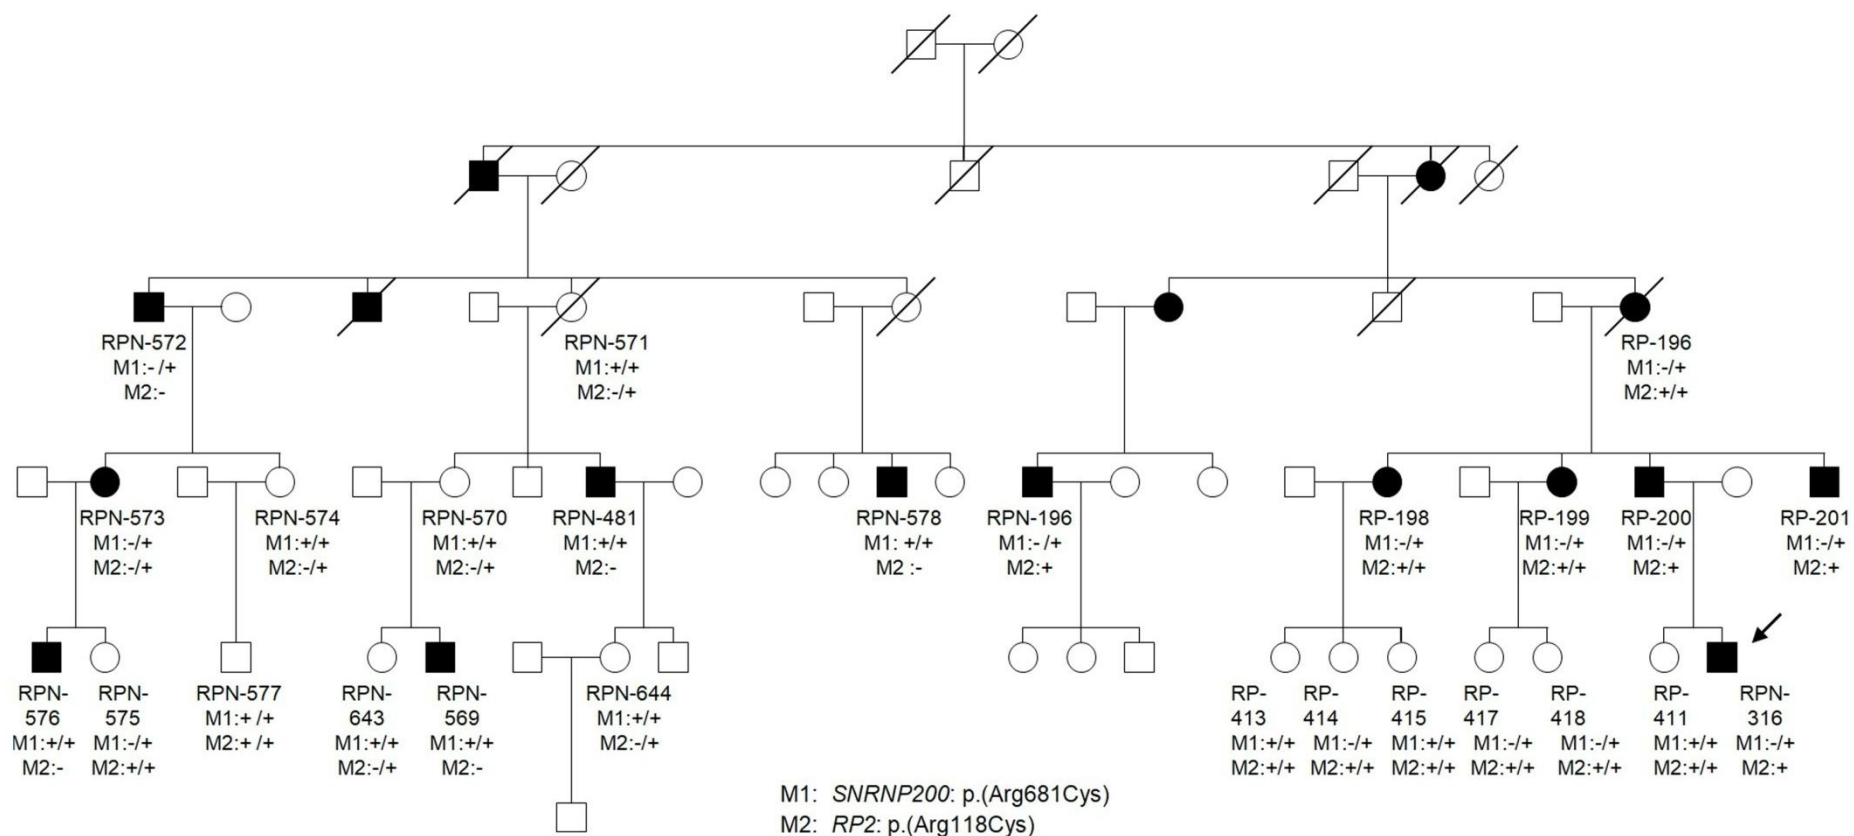 RPN-572
M1:-/+
M2:-
RPN-571
M1:+/+
M2:-/+
RP-196
M1:-/+
M2:+/+
RPN-573
M1:-/+
M2:-/+
RPN-574
M1:+/+
M2:-/+
RPN-570
M1:+/+
M2:-/+
RPN-481
M1:+/+
M2:-
RPN-578
M1: +/+
M2 :-
RPN-196
M1:-/+
M2:+
RP-198
M1:-/+
M2:+/+
RP-199
M1:-/+
M2:+/+
RP-200
M1:-/+
M2:+
RP-201
M1:-/+
M2:+
RPN-
576
M1:+/+
M2:-
RPN-
575
M1:-/+
M2:+/+
RPN-577
M1:+ /+
M2:+ /+
RPN-
643
M1:+/+
M2:-/+
RPN-
569
M1:+/+
M2:-
RPN-644
M1:+/+
M2:-/+
RP-
413
M1:+/+
M2:+/+
RP-
414
M1:-/+
M2:+/+
RP-
415
M1:+/+
M2:+/+
RP-
417
M1:-/+
M2:+/+
RP-
418
M1:-/+
M2:+/+
RP-
411
M1:+/+
M2:+/+
RPN-
316
M1:-/+
M2:+
M1: SNRNP200: p.(Arg681Cys)
M2: RP2: p.(Arg118Cys)